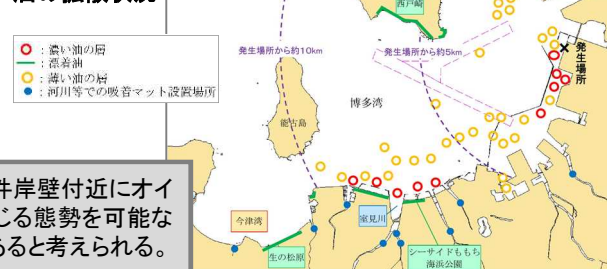 層の拡散状況
：濃い油の層
：漂着油
：薄い油の層
：河川等での吸着マット設置場所
西戸崎
発生場所から約10km
発生場所から約5km
発生場所
博多湾
能古島
件岸壁付近にオイ
じる態勢を可能な
ると考えられる。
今津湾
室見川
生の松原
シーサイドももち
海浜公園